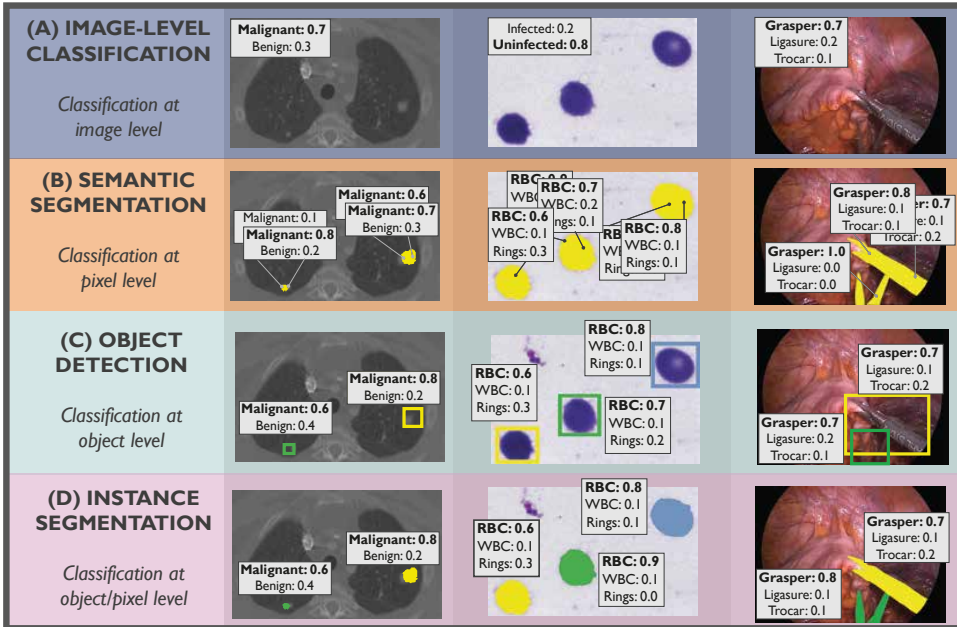 (A) IMAGE-LEVEL
CLASSIFICATION
Classification at
image level
Malignant: 0.7
Benign: 0.3
Infected: 0.2
Uninfected: 0.8
Grasper: 0.7
Ligasure: 0.2
Trocar: 0.1
(B) SEMANTIC
SEGMENTATION
Classification at
pixel level
Malignant: 0.6
Malignant: 0.1
Malignant: 0.7
Benign: 0.3
Malignant: 0.8
Benign: 0.2
RBC:
WBC:
RBC: 0.7
WBC: 0.2
Rings: 0.1
RBC: 0.6
WBC: 0.1
Rings: 0.3
RBC: 0.8
WBC: 0.1
Rings: 0.1
Grasper: 0.8
Ligasure: 0.1
Trocar: 0.1
0.7
0.1
Trocar: 0.2
Grasper: 1.0
Ligasure: 0.0
Trocar: 0.0
(C) OBJECT
DETECTION
Classification at
object level
Malignant: 0.8
Benign: 0.2
Malignant: 0.6
Benign: 0.4
RBC: 0.8
WBC: 0.1
Rings: 0.1
RBC: 0.6
WBC: 0.1
Rings: 0.3
RBC: 0.7
WBC: 0.1
Rings: 0.2
Grasper: 0.7
Ligasure: 0.1
Trocar: 0.2
Grasper: 0.7
Ligasure: 0.2
Trocar: 0.1
(D) INSTANCE
SEGMENTATION
Classification at
object/pixel level
Malignant: 0.8
Benign: 0.2
Malignant: 0.6
Benign: 0.4
RBC: 0.8
WBC: 0.1
Rings: 0.1
RBC: 0.6
WBC: 0.1
Rings: 0.3
RBC: 0.9
WBC: 0.1
Rings: 0.0
Grasper: 0.7
Ligasure: 0.1
Trocar: 0.2
Grasper: 0.8
Ligasure: 0.1
Trocar: 0.1